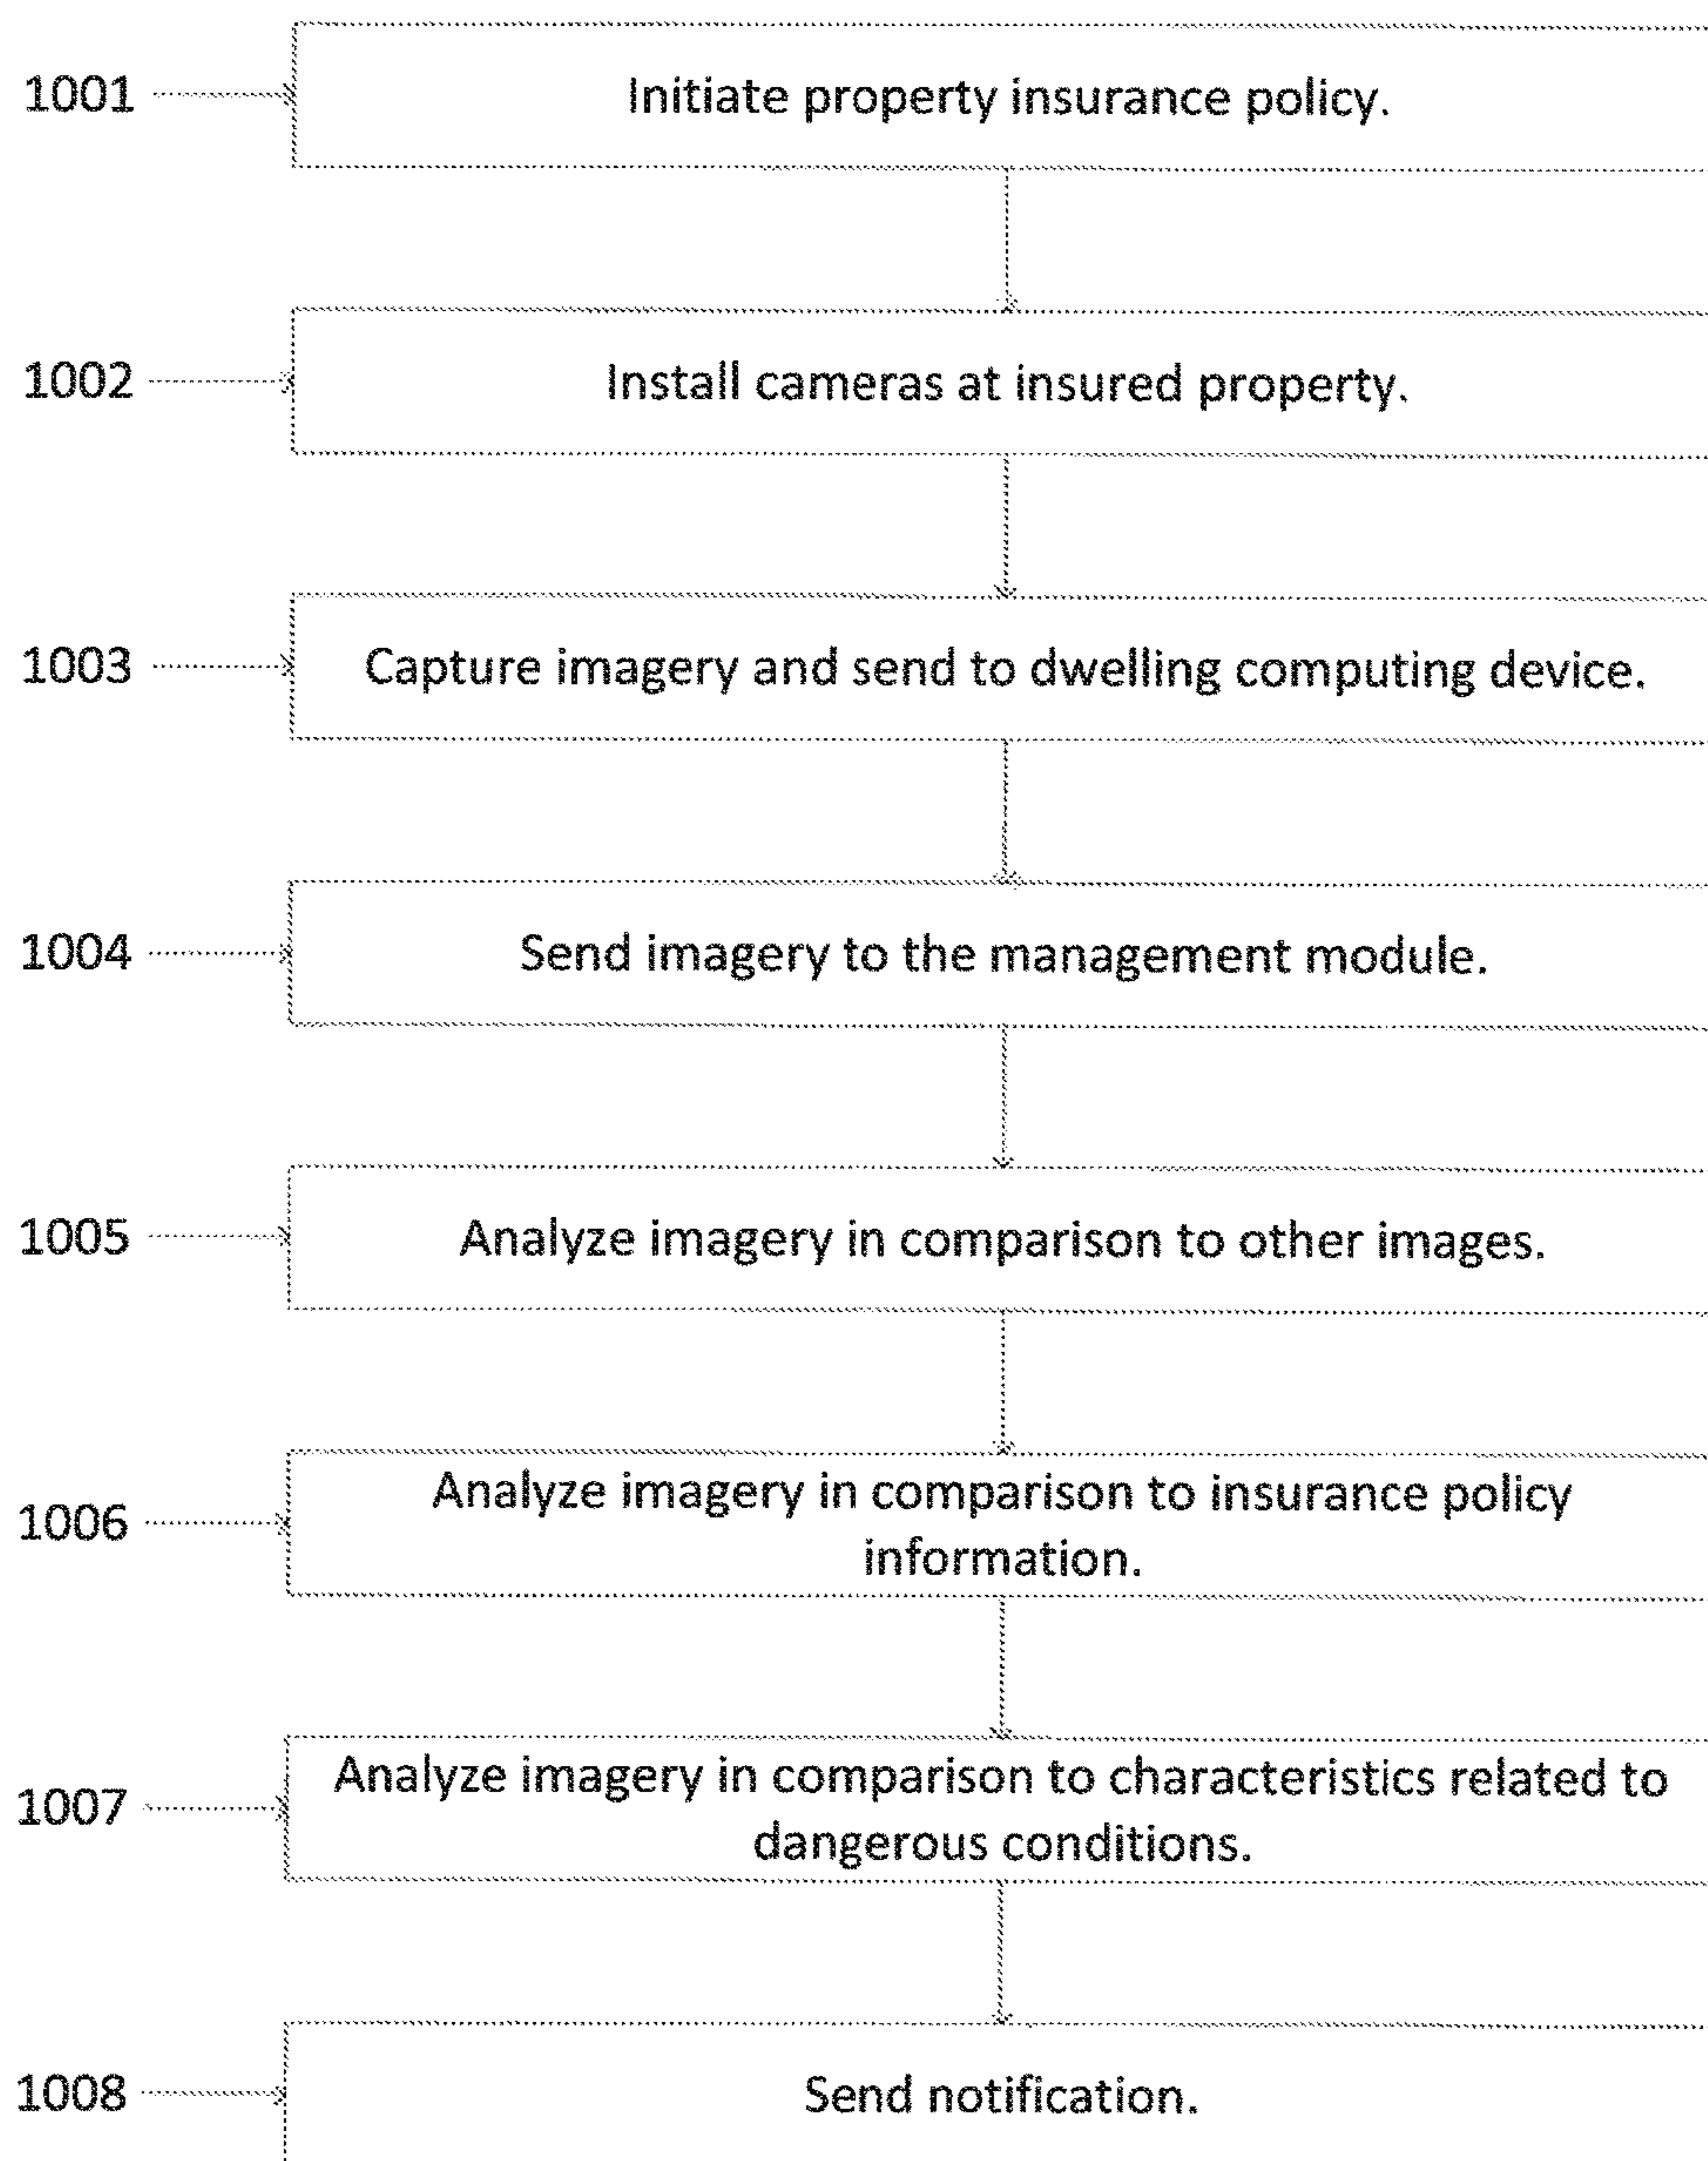 1001 Initiate property insurance policy.
1002 Install cameras at insured property.
1003 Capture imagery and send to dwelling computing device.
1004 Send imagery to the management module.
1005 Analyze imagery in comparison to other images.
1006 Analyze imagery in comparison to insurance policy
information.
1007 Analyze imagery in comparison to characteristics related to
dangerous conditions.
1008 Send notification.